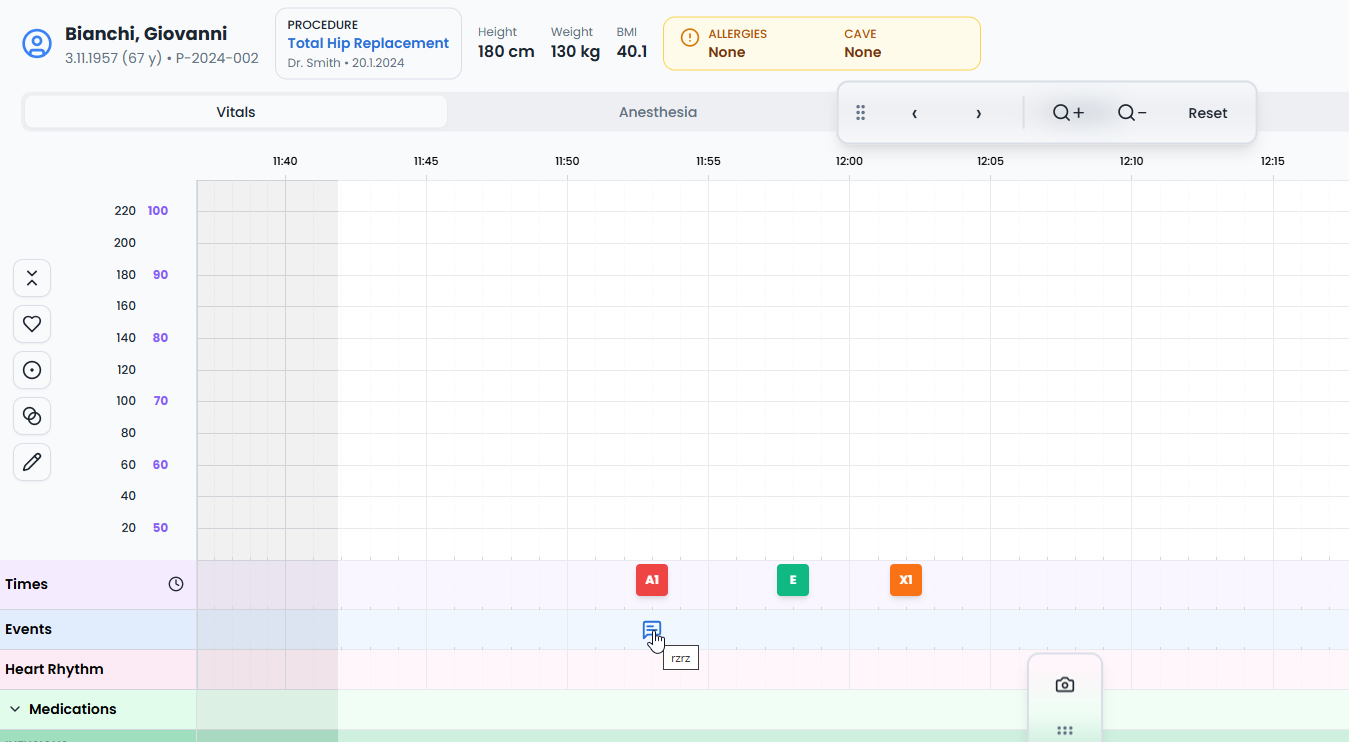 Bianchi, Giovanni
3.11.1957 (67 y) • P-2024-002
PROCEDURE
Total Hip Replacement
Dr. Smith • 20.1.2024
Height
180 cm
Weight
130 kg
BMI
40.1
ALLERGIES
None
CAVE
None
Vitals
Anesthesia
‹ › + − Reset
11:40 11:45 11:50 11:55 12:00 12:05 12:10 12:15
220 100
200
180 90
160
140 80
120
100 70
80
60 60
40
20 50
Times
A1 E X1
Events
rzrz
Heart Rhythm
Medications